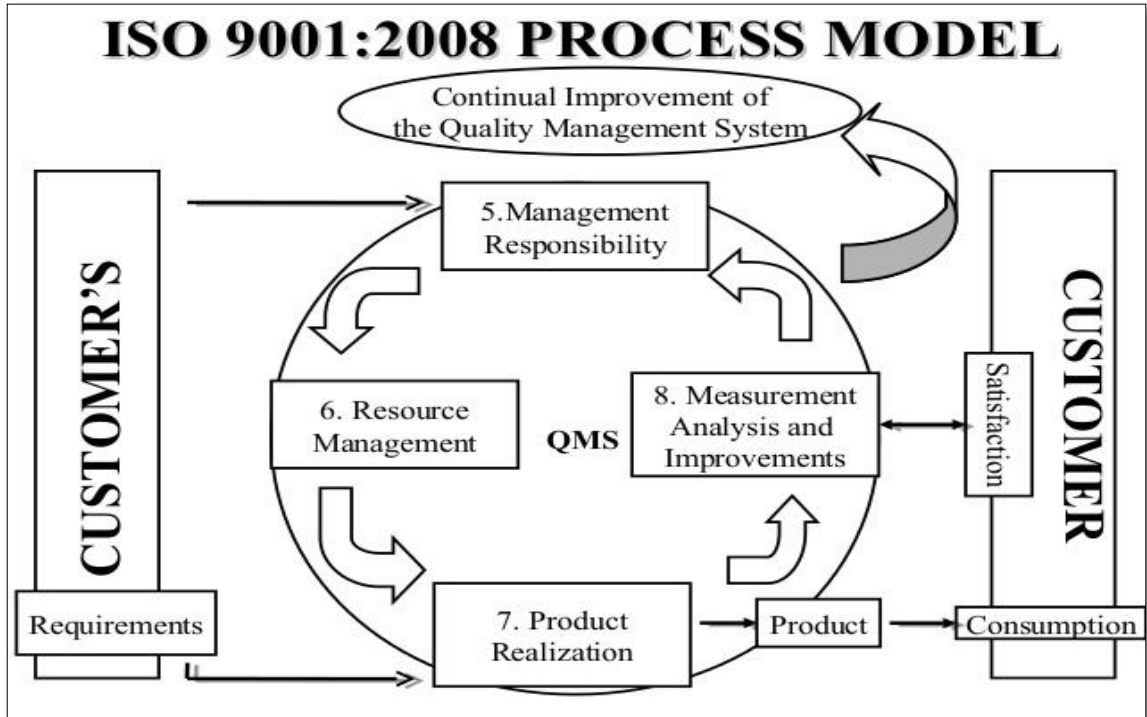 ISO 9001:2008 PROCESS MODEL
Continual Improvement of
the Quality Management System
CUSTOMER'S
Requirements
5.Management
Responsibility
6. Resource
Management
QMS
8. Measurement
Analysis and
Improvements
7. Product
Realization
Product
Satisfaction
CUSTOMER
Consumption